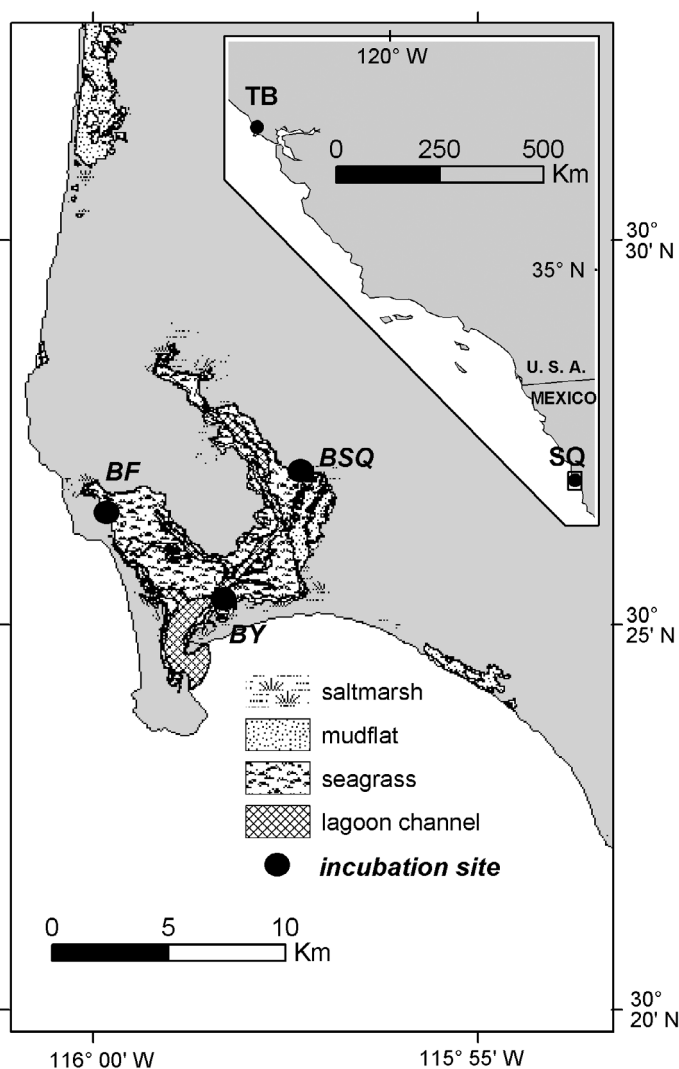 120° W
TB
0 250 500
Km
30°
30' N
35° N
U. S. A.
MEXICO
SQ
BF
BSQ
BY
30°
25' N
saltmarsh
mudflat
seagrass
lagoon channel
incubation site
0 5 10
Km
30°
20' N
116° 00' W
115° 55' W